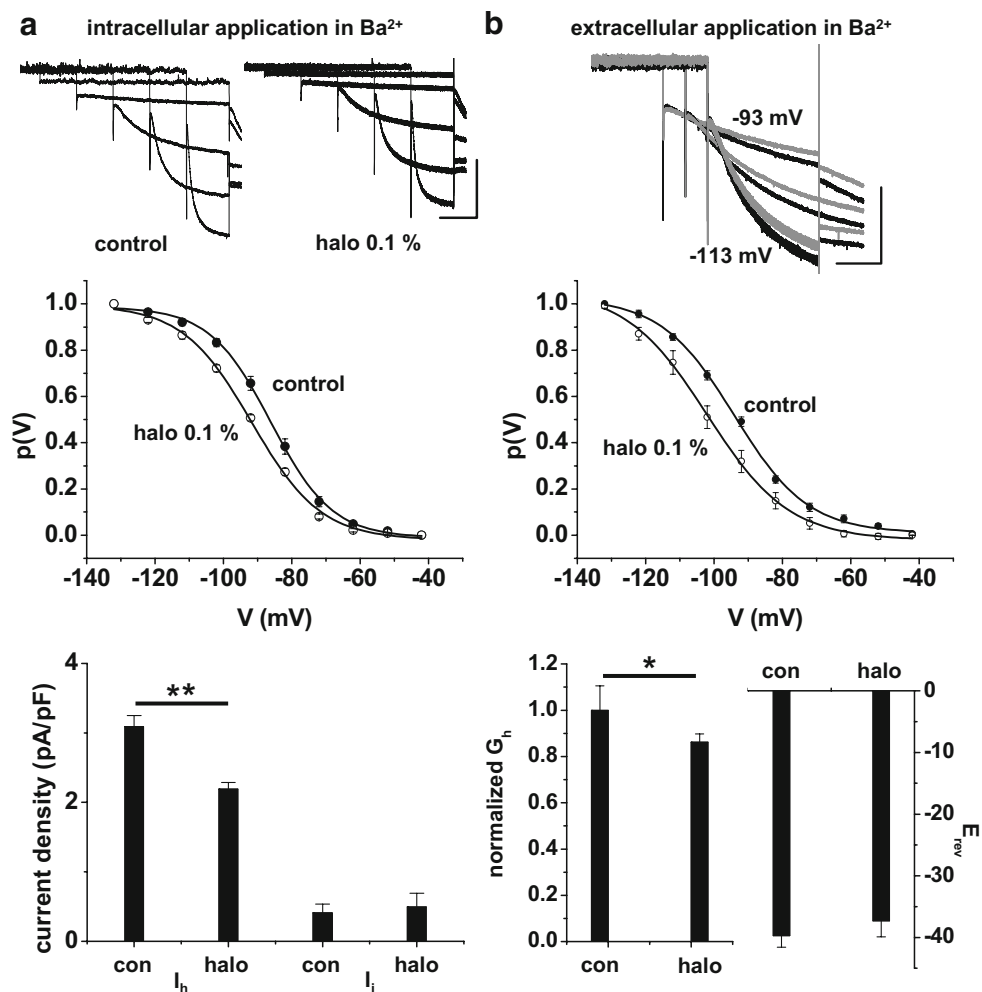 a intracellular application in Ba²⁺
b extracellular application in Ba²⁺
control
halo 0.1 %
-93 mV
-113 mV
p(V)
1.0
0.8
0.6
0.4
0.2
0.0
control
halo 0.1 %
-140 -120 -100 -80 -60 -40
V (mV)
p(V)
1.0
0.8
0.6
0.4
0.2
0.0
control
halo 0.1 %
-140 -120 -100 -80 -60 -40
V (mV)
current density (pA/pF)
4
2
0
**
con halo con halo
Iₕ Iᵢ
normalized Gₕ
1.2
1.0
0.8
0.6
0.4
0.2
0.0
*
con halo
con halo
0
-10
-20
-30
-40
E_rev